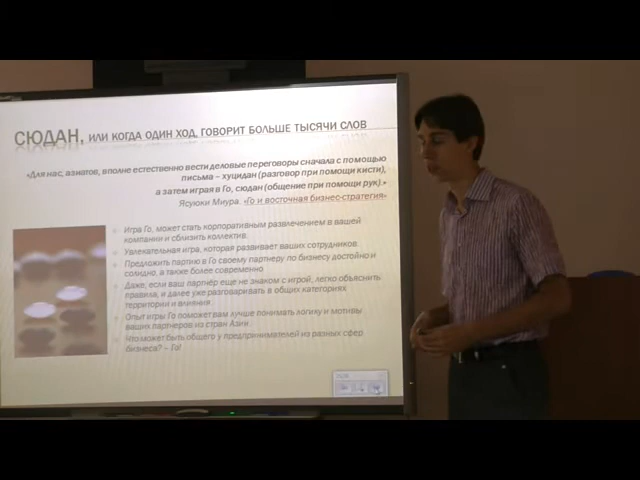 СЮДАН, ИЛИ КОГДА ОДИН ХОД, ГОВОРИТ БОЛЬШЕ ТЫСЯЧИ СЛОВ
«Для нас, азиатов, вполне естественно вести деловые переговоры сначала с помощью
письма – хуцидан (разговор при помощи кисти),
а затем играя в Го, сюдан (общение при помощи рук).»
Ясуюки Миура. «Го и восточная бизнес-стратегия»
Игра Го, может стать корпоративным развлечением в вашей
компании и сблизить коллектив.
Увлекательная игра, которая развивает ваших сотрудников
Предложить партию в Го своему партнеру по бизнесу достойно и
солидно, а также более современно
Даже, если ваш партнер еще не знаком с игрой, легко объяснить
правила, и далее уже разговаривать в общих категориях
территории и влияния
Опыт игры Го поможет вам лучше понимать логику и мотивы
ваших партнеров из стран Азии
Что может быть общего у предпринимателей из разных сфер
бизнеса? – Го!